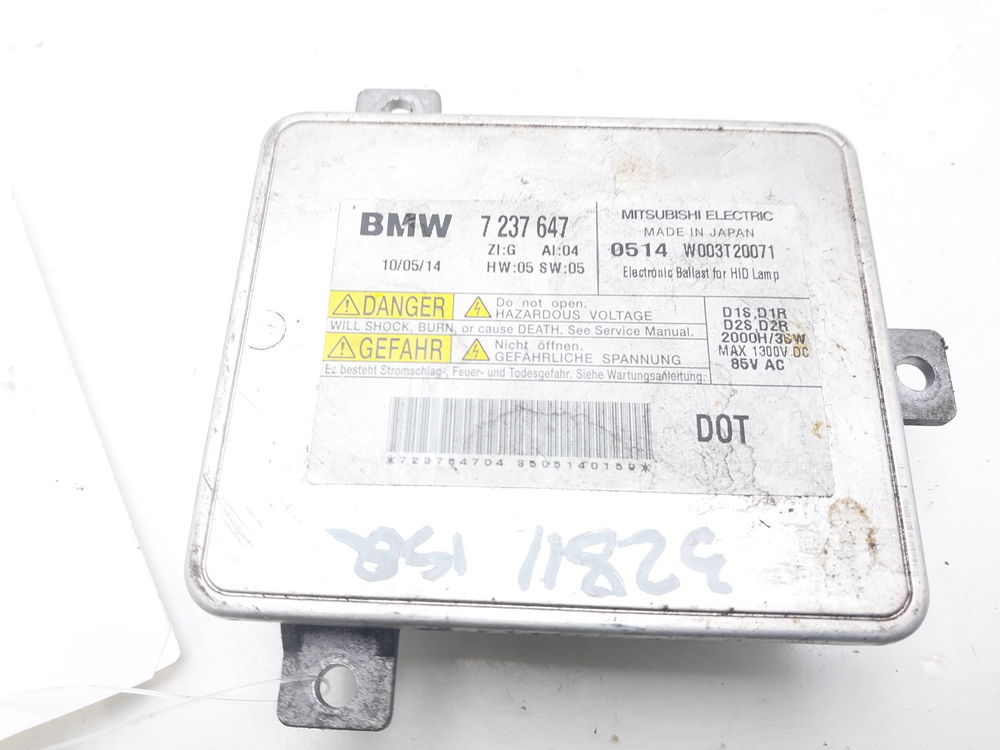 BMW 7 237 647
ZI:G AI:04
10/05/14 HW:05 SW:05
MITSUBISHI ELECTRIC
MADE IN JAPAN
0514 W003T20071
Electronic Ballast for HID Lamp
DANGER Do not open.
HAZARDOUS VOLTAGE
WILL SHOCK, BURN, or cause DEATH. See Service Manual.
GEFAHR Nicht öffnen.
GEFÄHRLICHE SPANNUNG
Es besteht Stromschlag-, Feuer- und Todesgefahr. Siehe Wartungsanleitung.
D1S,D1R
D2S,D2R
2000H/35W
MAX 1300V DC
85V AC
DOT
*723764704 3505140159*